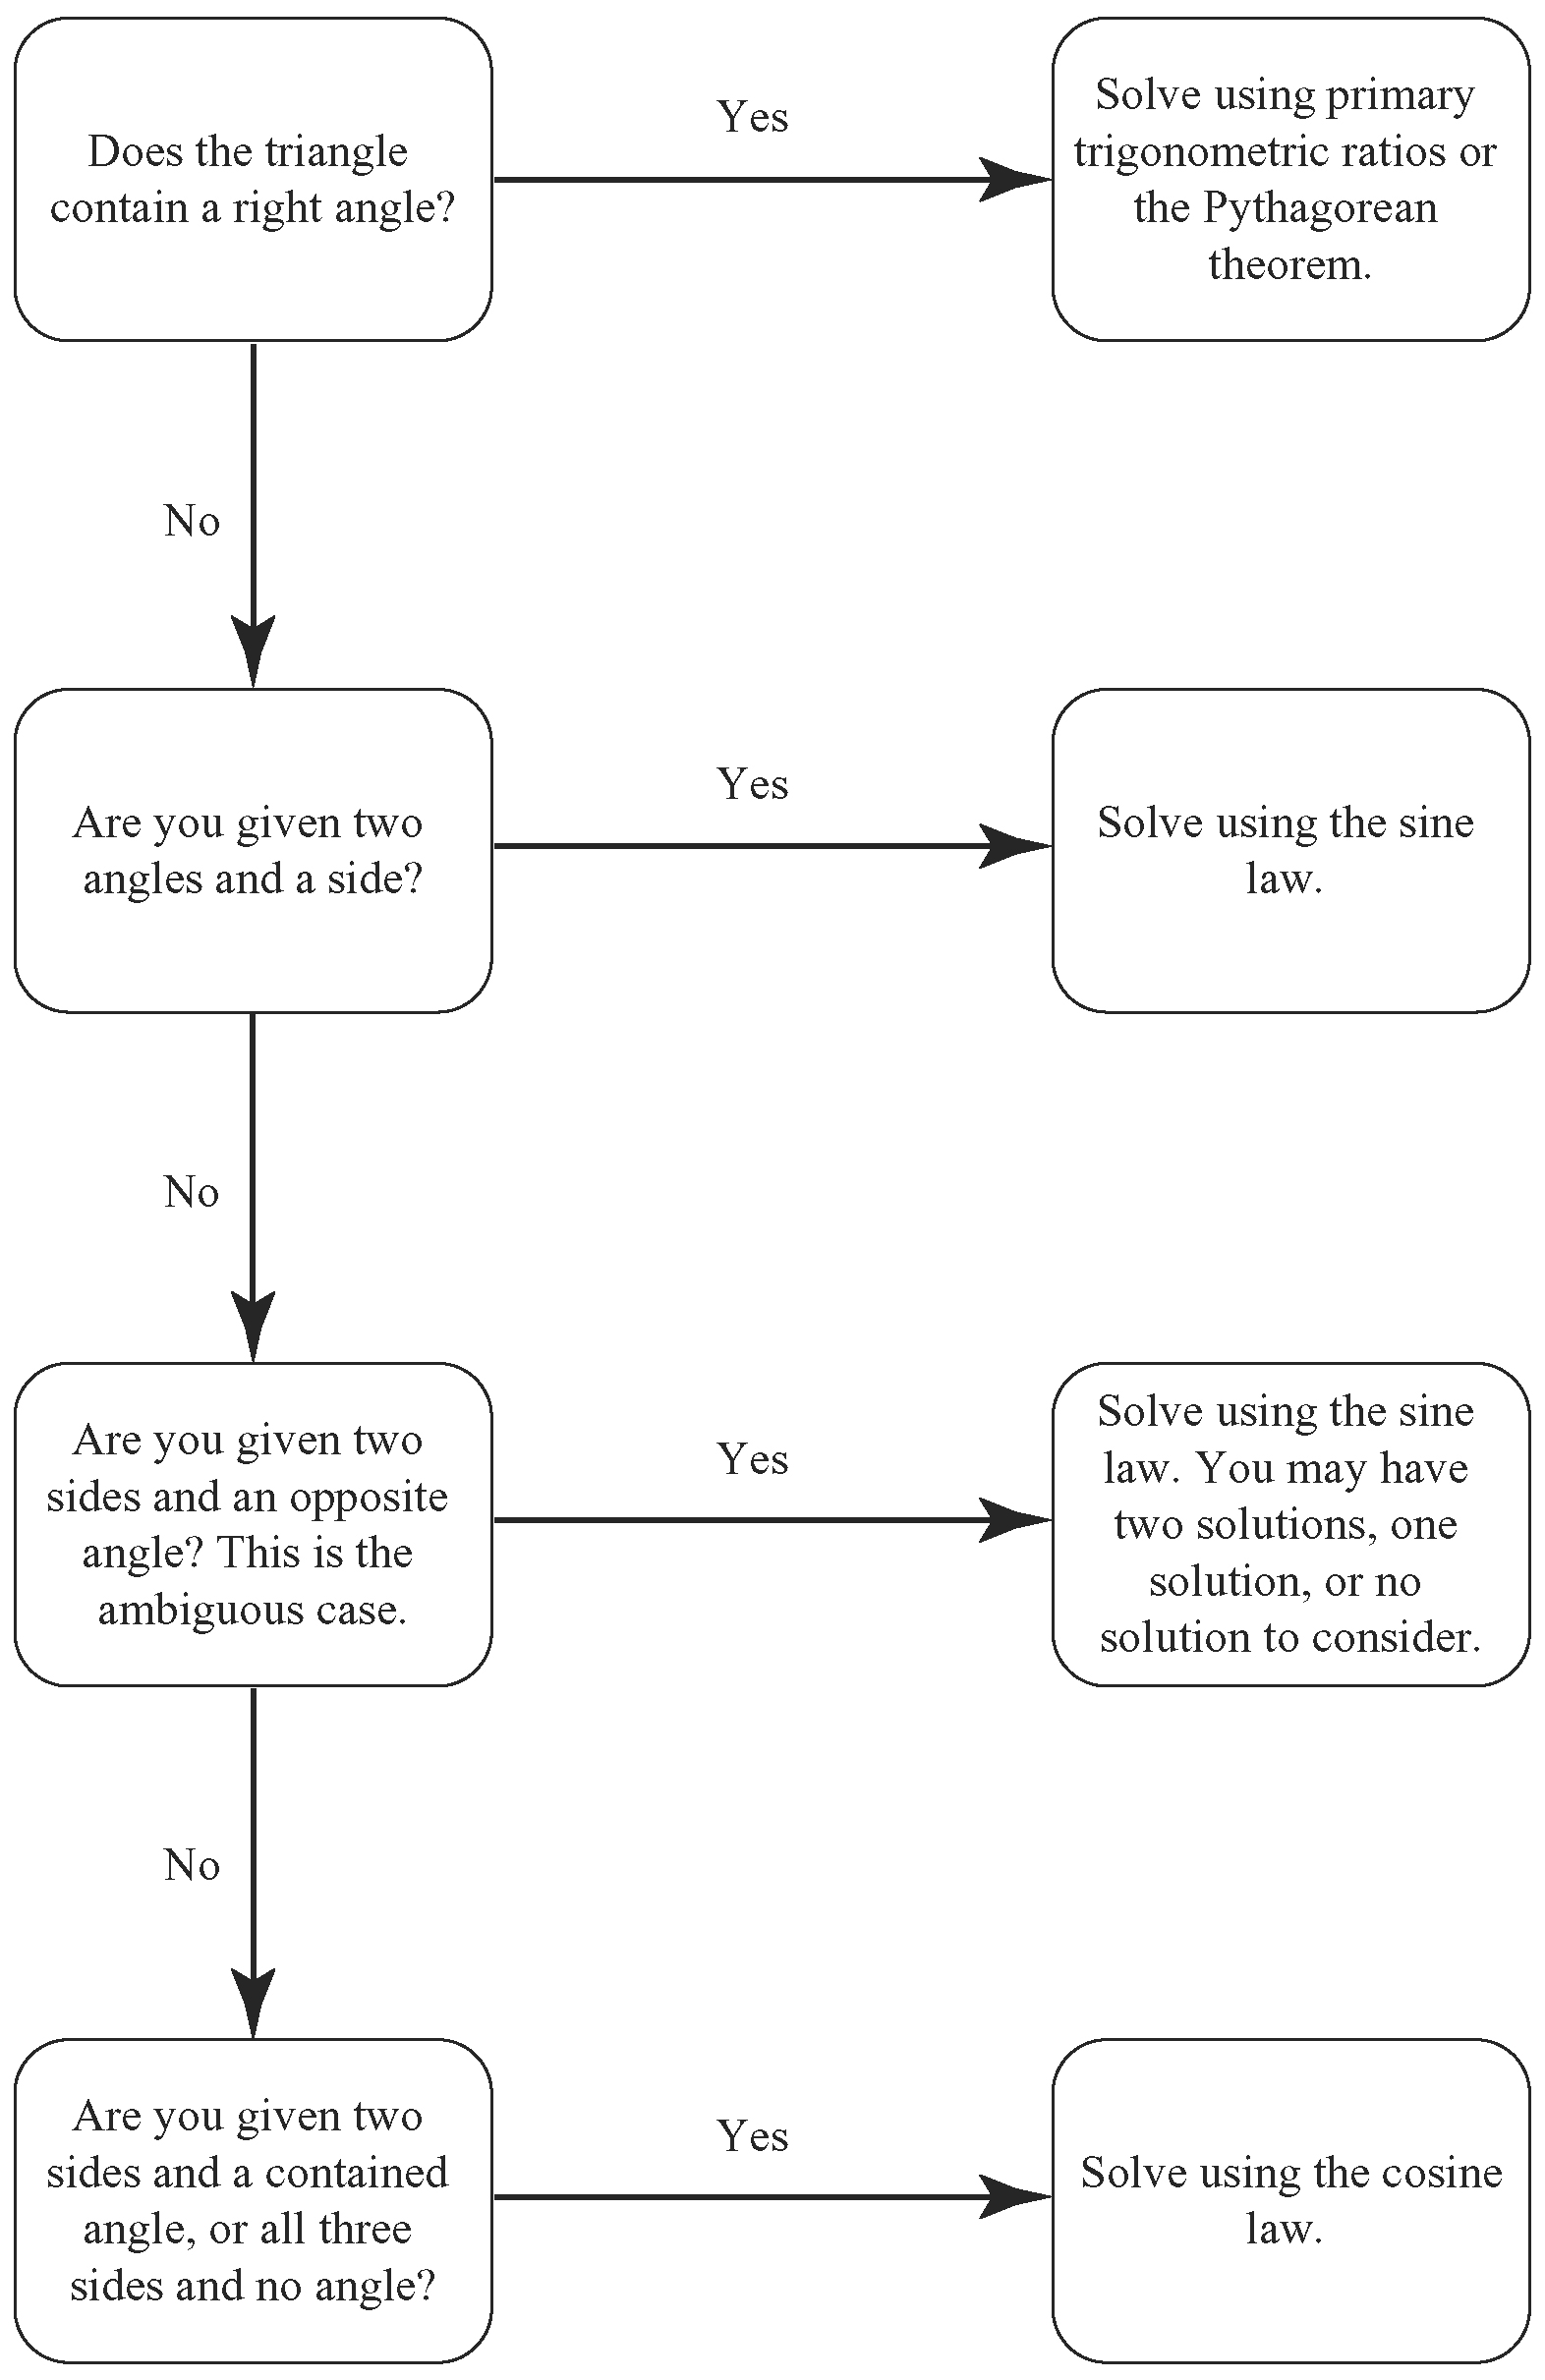 Does the triangle
contain a right angle?
Yes
Solve using primary
trigonometric ratios or
the Pythagorean
theorem.
No
Are you given two
angles and a side?
Yes
Solve using the sine
law.
No
Are you given two
sides and an opposite
angle? This is the
ambiguous case.
Yes
Solve using the sine
law. You may have
two solutions, one
solution, or no
solution to consider.
No
Are you given two
sides and a contained
angle, or all three
sides and no angle?
Yes
Solve using the cosine
law.